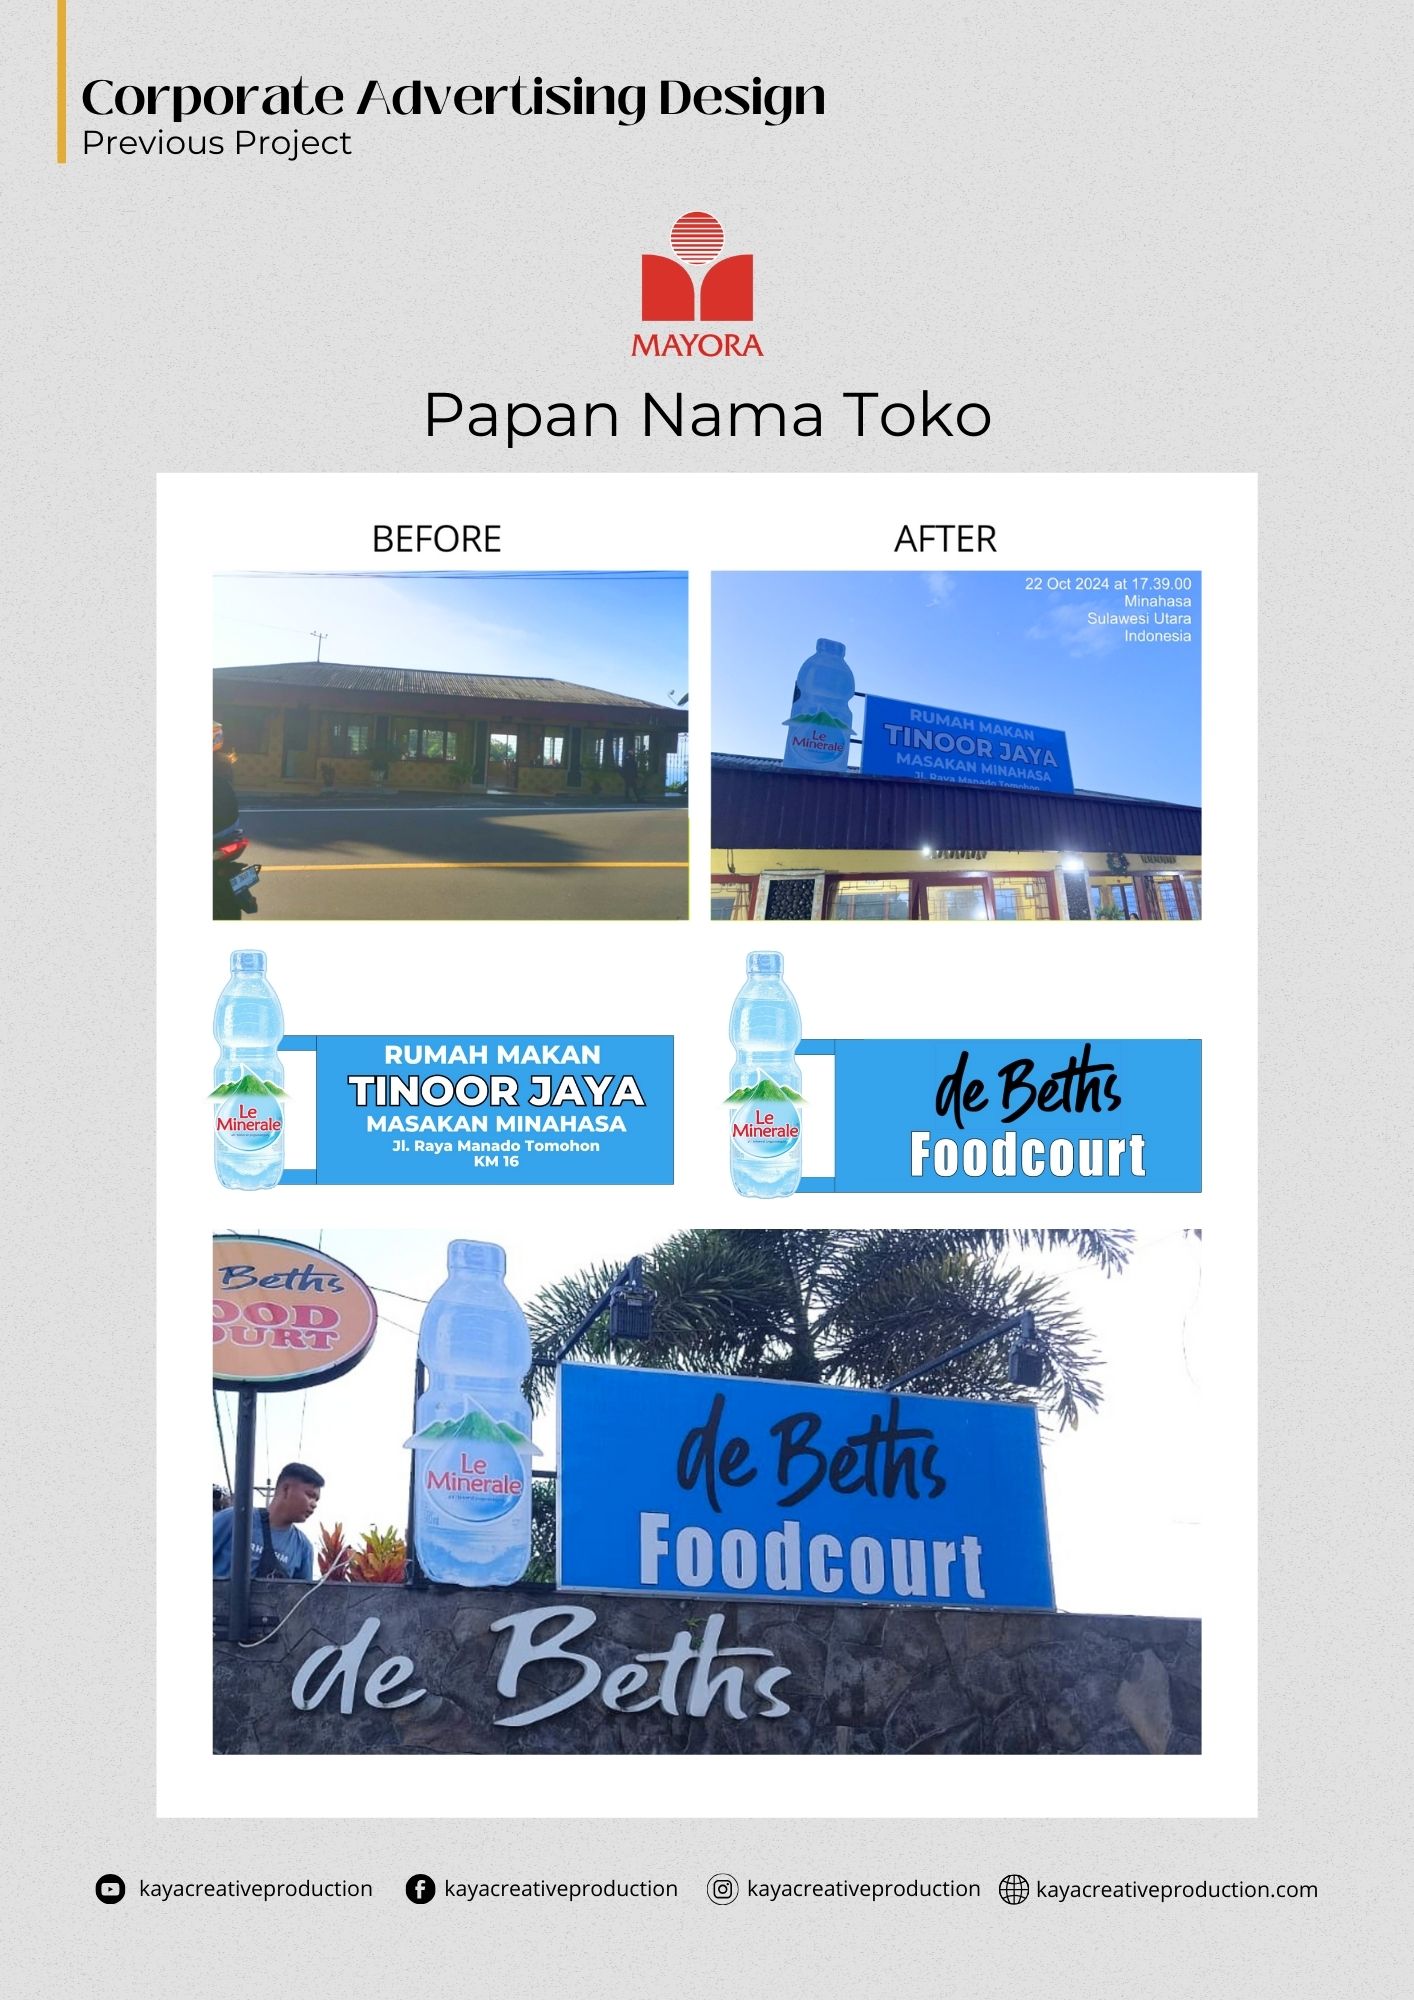 Corporate Advertising Design
Previous Project
MAYORA
Papan Nama Toko
BEFORE
AFTER
22 Oct 2024 at 17.39.00
Minahasa
Sulawesi Utara
Indonesia
Le
Minerale
RUMAH MAKAN
TINOOR JAYA
MASAKAN MINAHASA
Jl. Raya Manado Tomohon
Le
Minerale
RUMAH MAKAN
TINOOR JAYA
MASAKAN MINAHASA
Jl. Raya Manado Tomohon
KM 16
Le
Minerale
de Beths
Foodcourt
Beths
OOD
OURT
Le
Minerale
de Beths
Foodcourt
de Beths
kayacreativeproduction
kayacreativeproduction
kayacreativeproduction
kayacreativeproduction.com